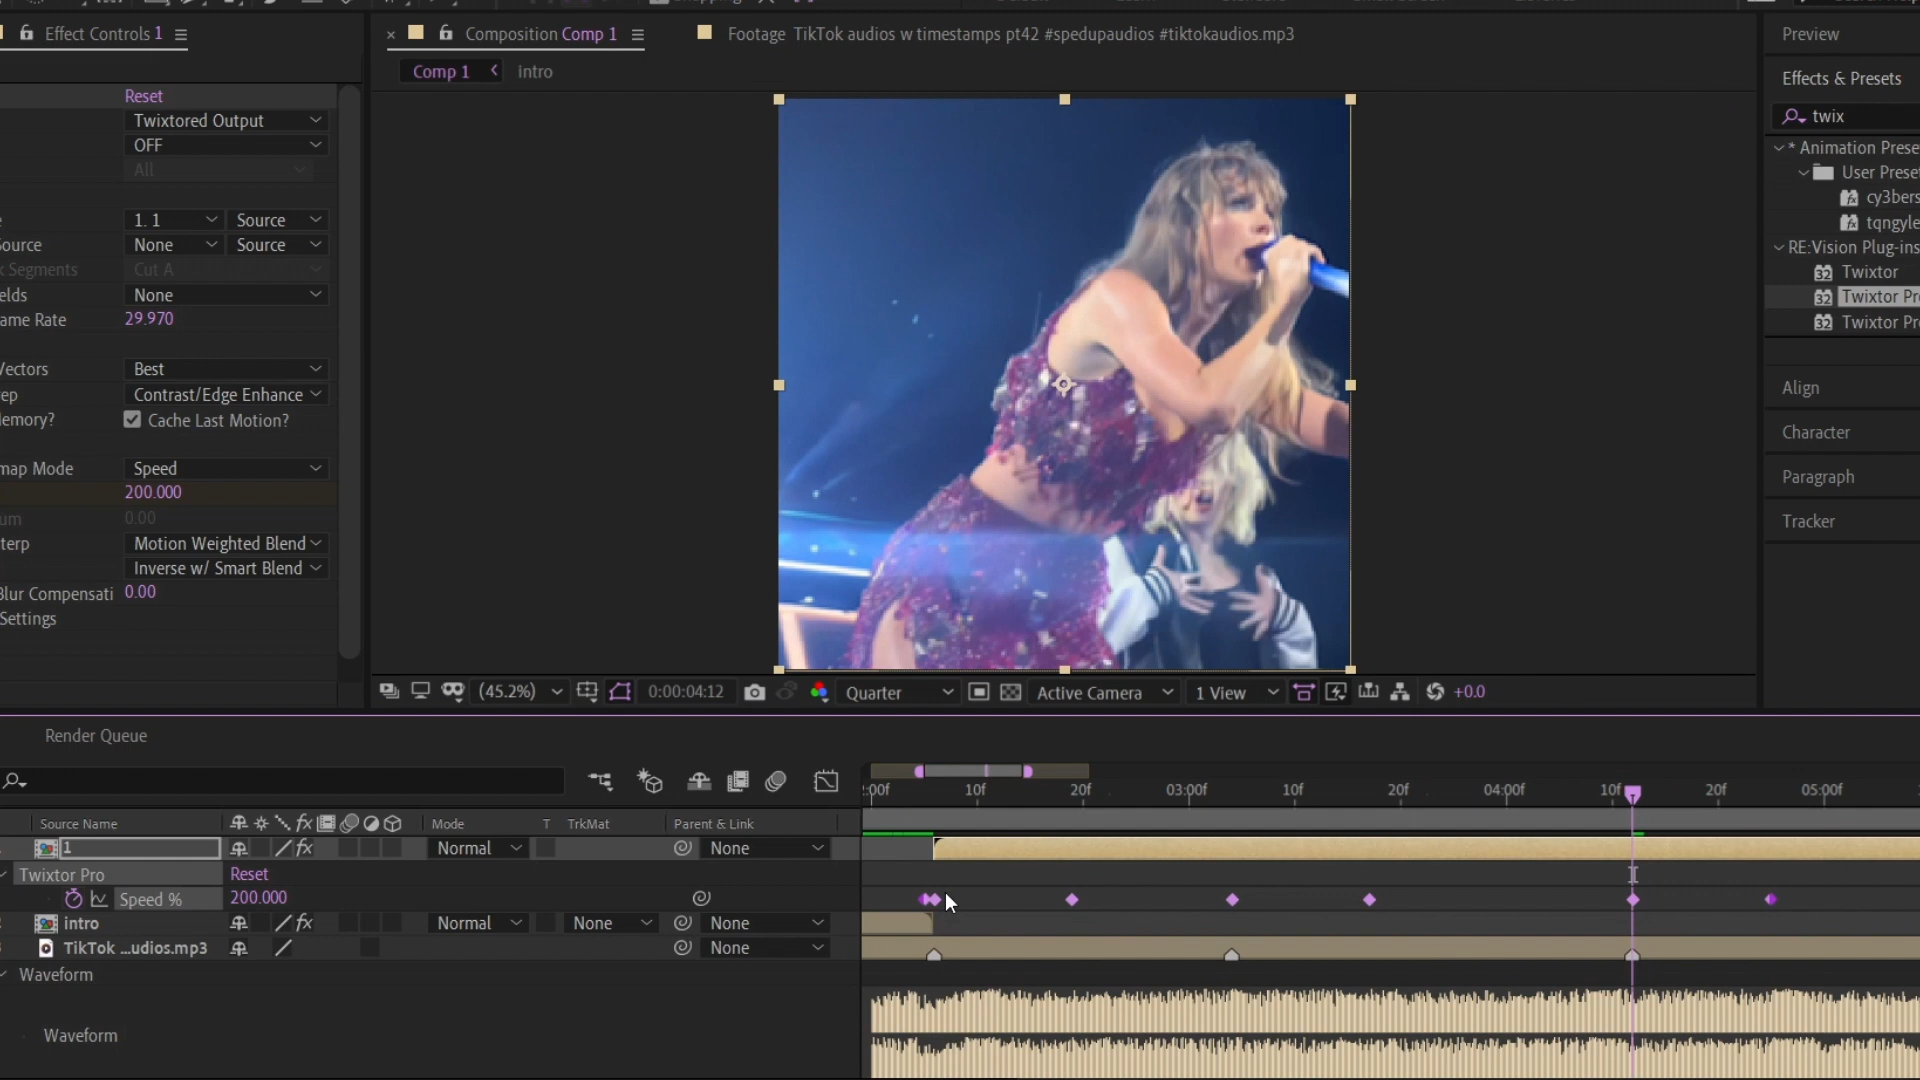 Effect Controls 1
Composition Comp 1
Footage TikTok audios w timestamps pt42 #spedupaudios #tiktokaudios.mp3
Preview
Comp 1
Intro
Effects & Presets
Reset
Twixtored Output
twix
OFF
All
* Animation Prese
User Prese
cy3bers
tqngyle
1. 1
Source
Source
None
Source
RE:Vision Plug-ins
Segments
Cut A
32 Twixtor
elds
None
32 Twixtor Pr
ame Rate
29.970
32 Twixtor Pr
Vectors
Best
ep
Contrast/Edge Enhance
Align
emory?
Cache Last Motion?
Character
map Mode
Speed
Paragraph
200.000
um
0.00
Tracker
terp
Motion Weighted Blend
Inverse w/ Smart Blend
Blur Compensati
0.00
Settings
(45.2%)
0:00:04:12
Quarter
Active Camera
1 View
+0.0
Render Queue
:00f
10f
20f
03:00f
10f
20f
04:00f
10f
20f
05:00f
Source Name
fx
Mode
T
TrkMat
Parent & Link
1
fx
Normal
None
Twixtor Pro
Reset
Speed %
200.000
intro
fx
Normal
None
None
TikTok ...udios.mp3
None
Waveform
Waveform